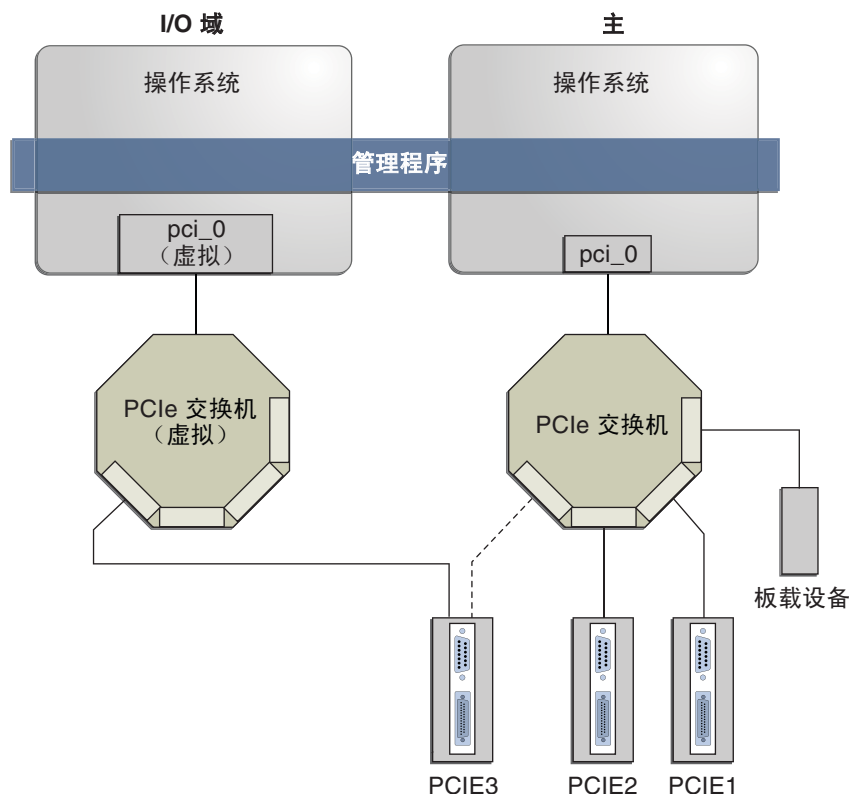 I/O 域
主
操作系统
操作系统
管理程序
pci_0
（虚拟）
pci_0
PCIe 交换机
（虚拟）
PCIe 交换机
板载设备
PCIE3
PCIE2
PCIE1